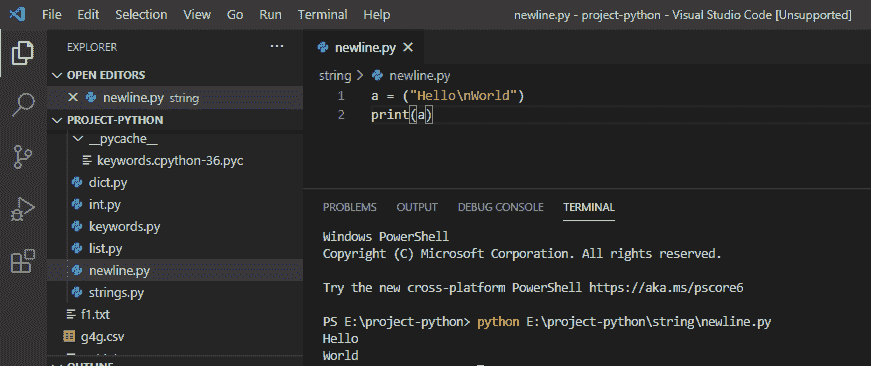 File Edit Selection View Go Run Terminal Help newline.py - project-python - Visual Studio Code [Unsupported]
EXPLORER
OPEN EDITORS
newline.py string
PROJECT-PYTHON
__pycache__
keywords.cpython-36.pyc
dict.py
int.py
keywords.py
list.py
newline.py
strings.py
f1.txt
g4g.csv
OUTLINE
newline.py
string > newline.py
1 a = ("Hello\nWorld")
2 print(a)
PROBLEMS OUTPUT DEBUG CONSOLE TERMINAL
Windows PowerShell
Copyright (C) Microsoft Corporation. All rights reserved.
Try the new cross-platform PowerShell https://aka.ms/pscore6
PS E:\project-python> python E:\project-python\string\newline.py
Hello
World